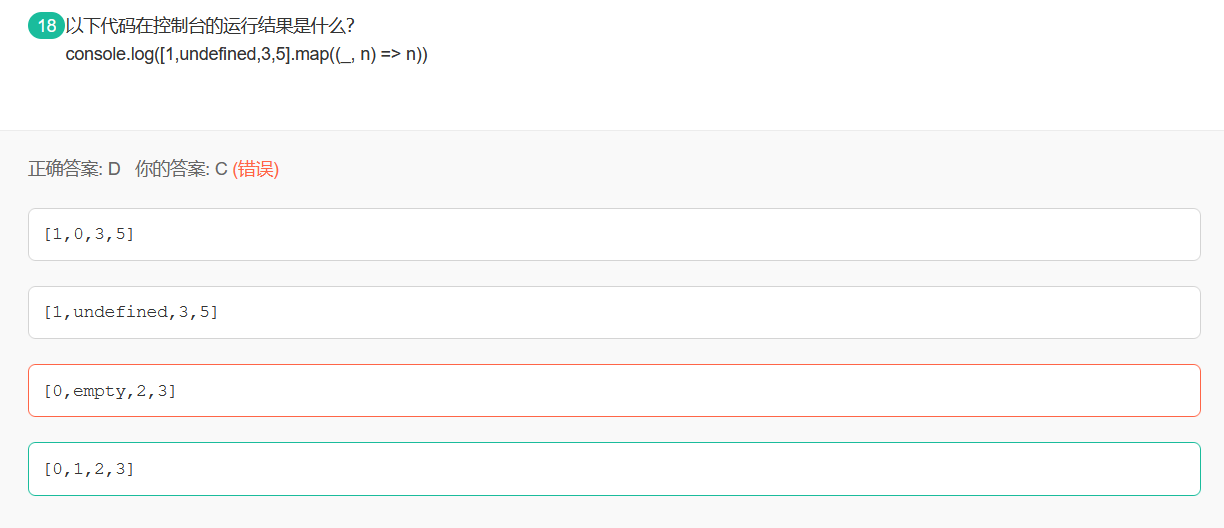 18 以下代码在控制台的运行结果是什么?
console.log([1,undefined,3,5].map((_, n) => n))
正确答案: D 你的答案: C (错误)
[1,0,3,5]
[1,undefined,3,5]
[0,empty,2,3]
[0,1,2,3]